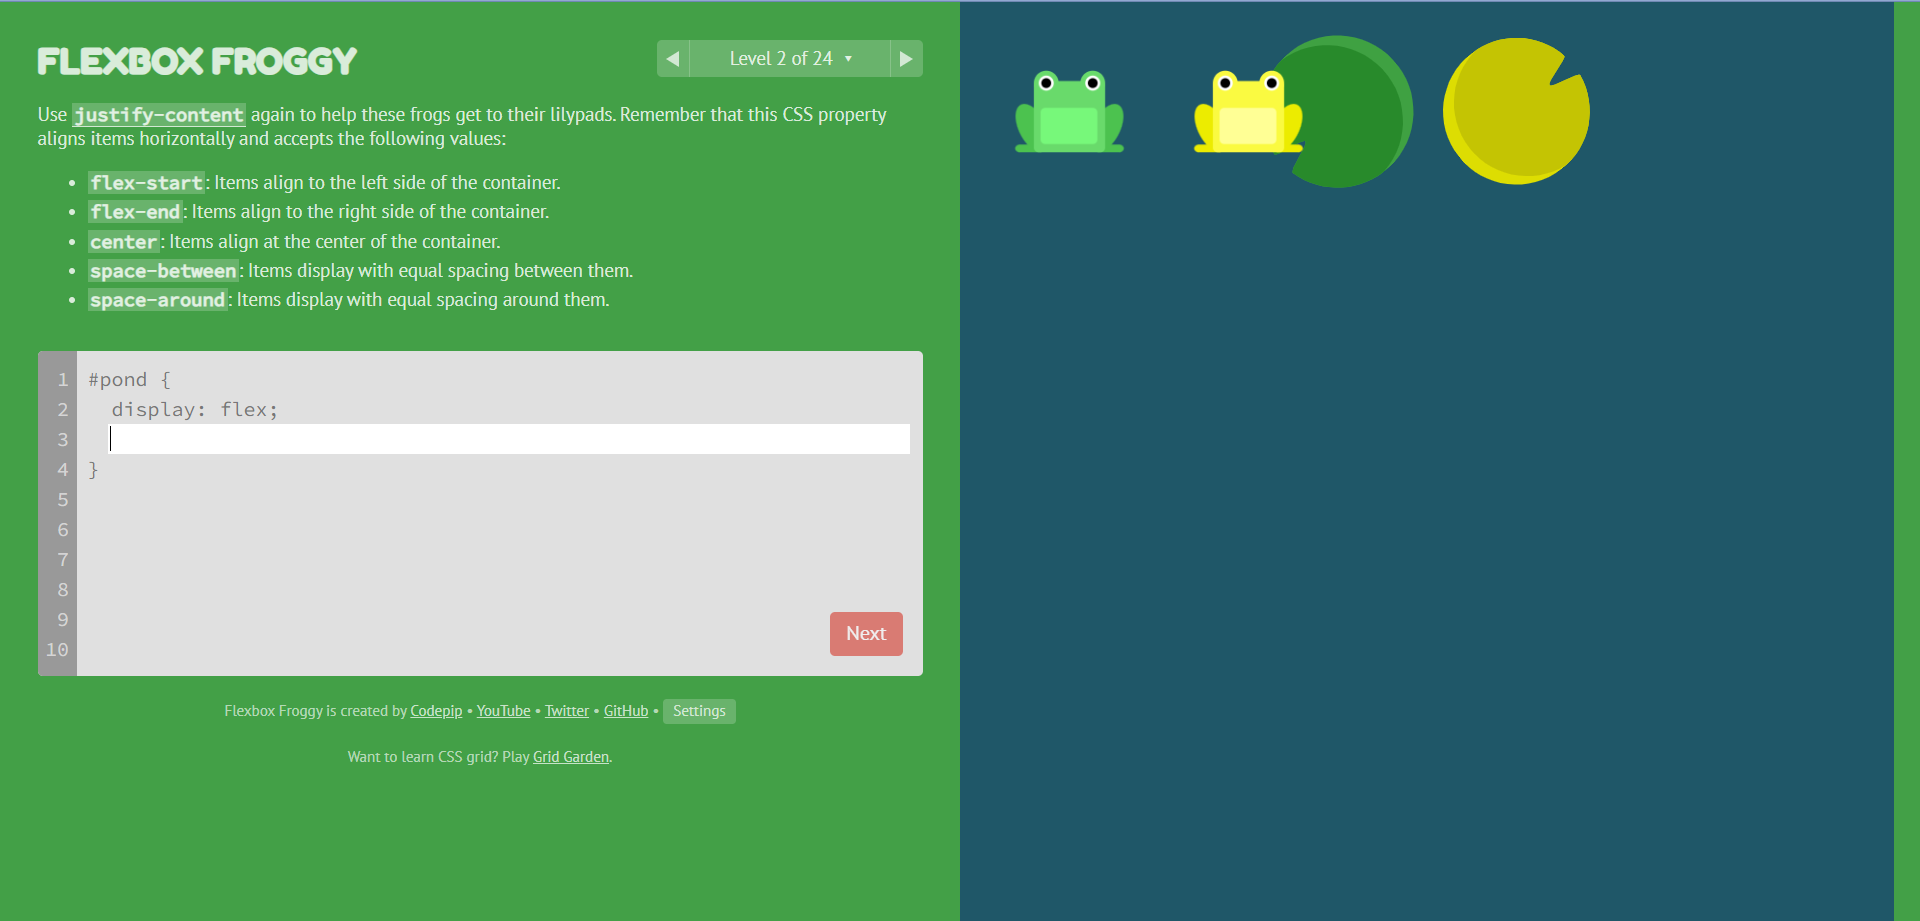 FLEXBOX FROGGY
◀ Level 2 of 24 ▼ ▶
Use justify-content again to help these frogs get to their lilypads. Remember that this CSS property
aligns items horizontally and accepts the following values:
• flex-start: Items align to the left side of the container.
• flex-end: Items align to the right side of the container.
• center: Items align at the center of the container.
• space-between: Items display with equal spacing between them.
• space-around: Items display with equal spacing around them.
1 #pond {
2 display: flex;
3
4 }
5
6
7
8
9
10
Next
Flexbox Froggy is created by Codepip • YouTube • Twitter • GitHub • Settings
Want to learn CSS grid? Play Grid Garden.